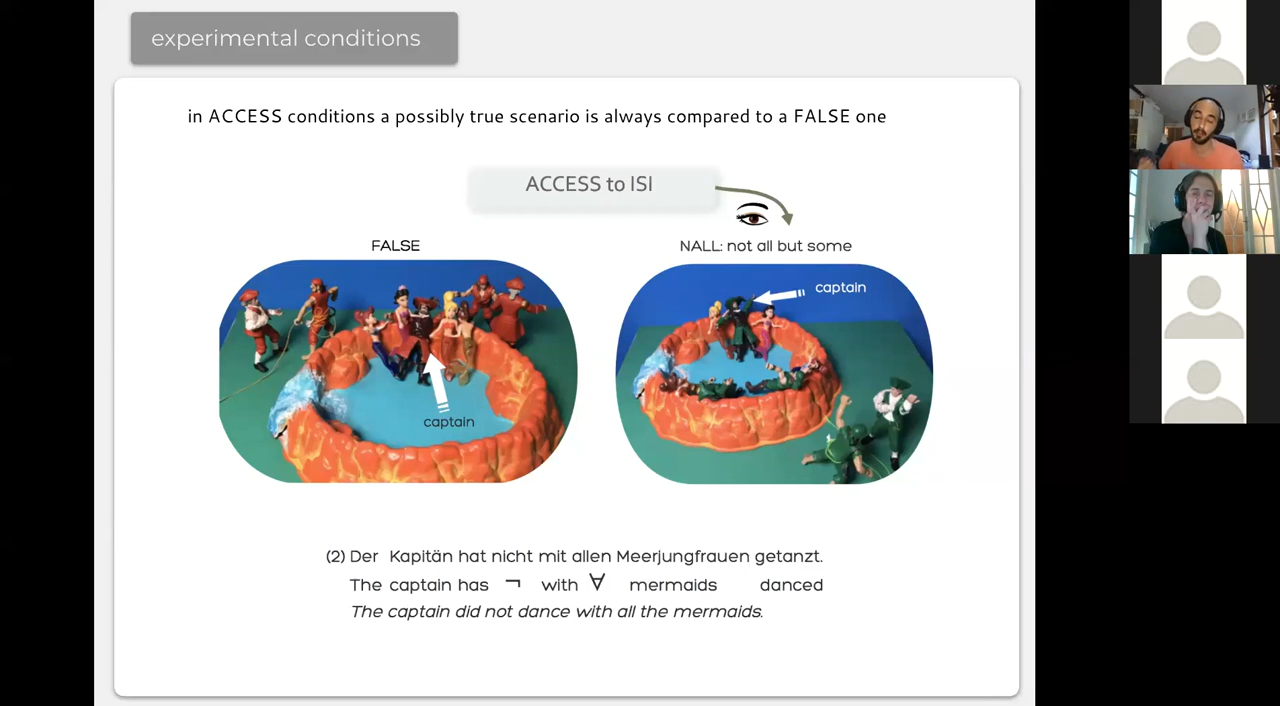 experimental conditions
in ACCESS conditions a possibly true scenario is always compared to a FALSE one
ACCESS to ISI
FALSE
NALL: not all but some
captain
captain
(2) Der Kapitän hat nicht mit allen Meerjungfrauen getanzt.
The captain has ¬ with ∀ mermaids danced
The captain did not dance with all the mermaids.